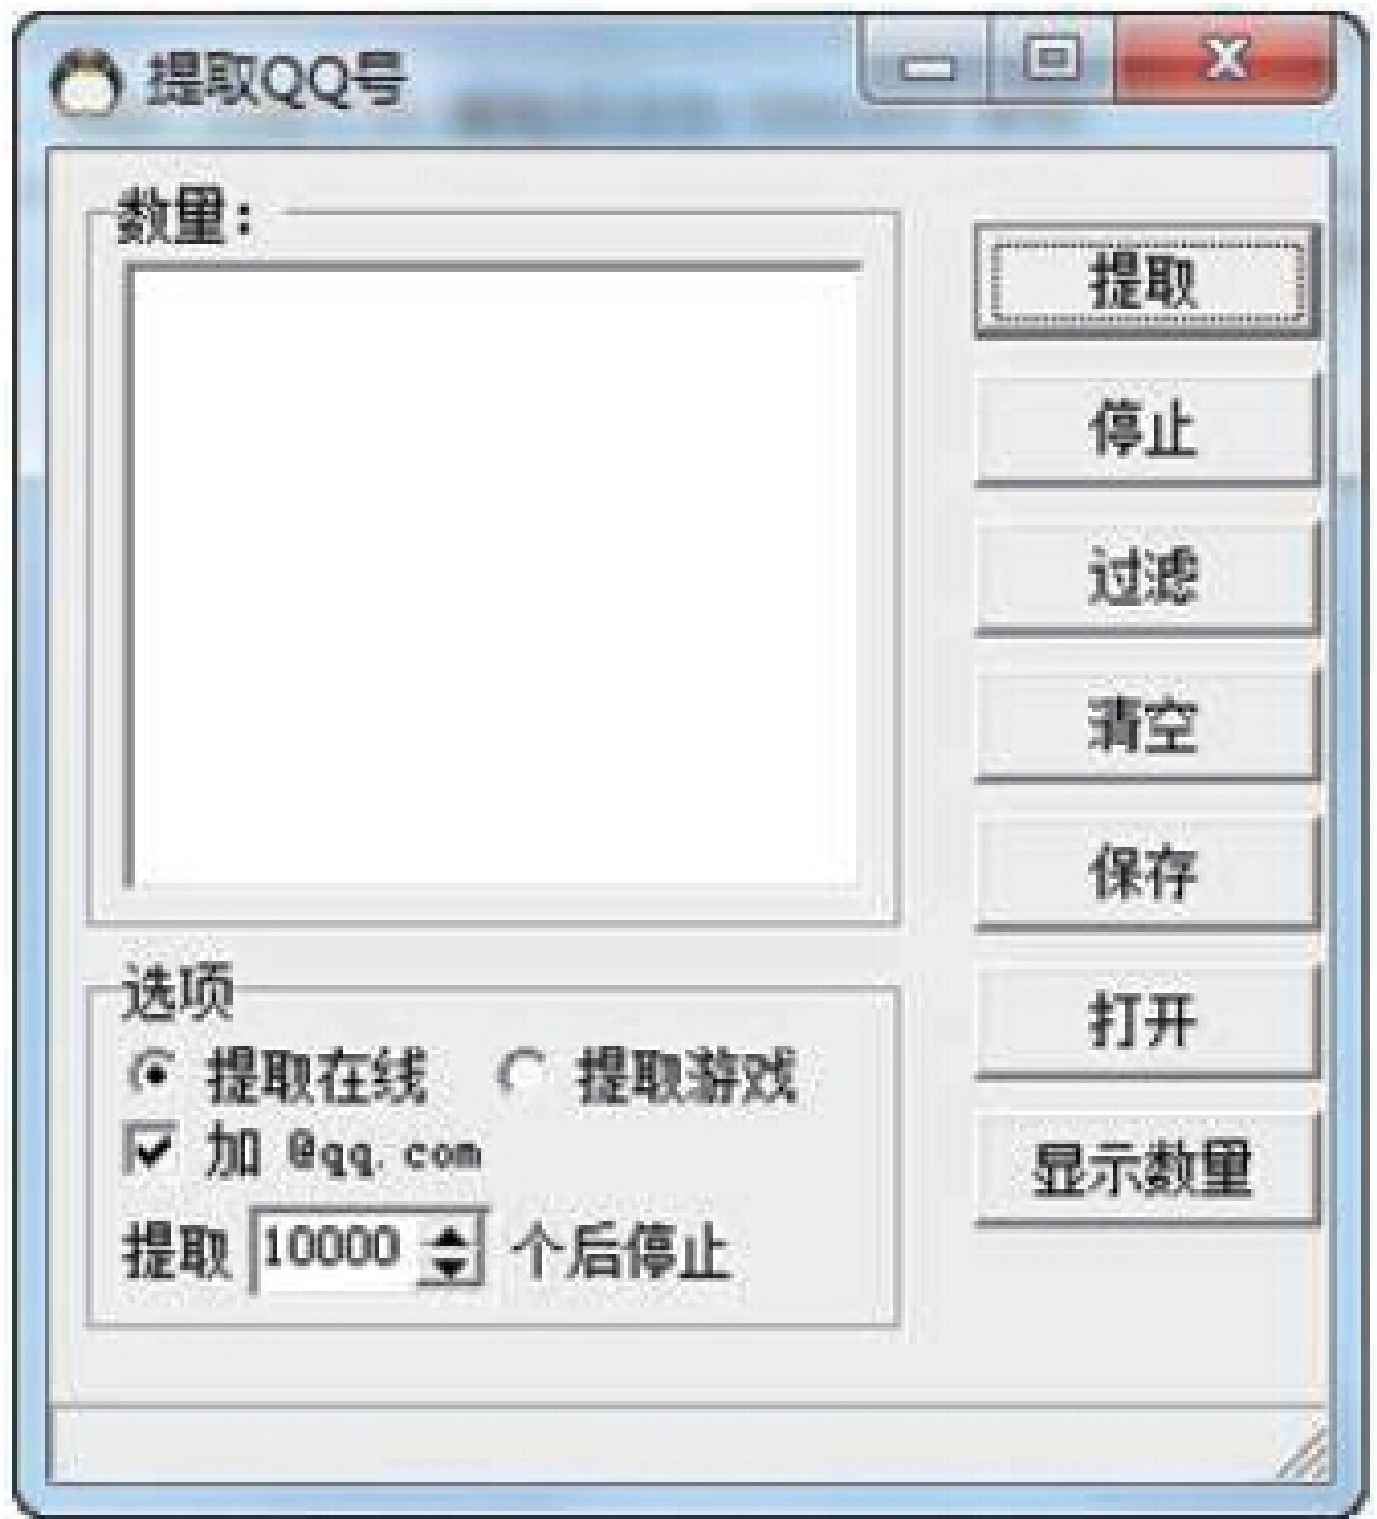 提取QQ号
数量：
提取
停止
过滤
清空
保存
打开
显示数量
选项
提取在线 提取游戏
加 @qq.com
提取 10000 个后停止